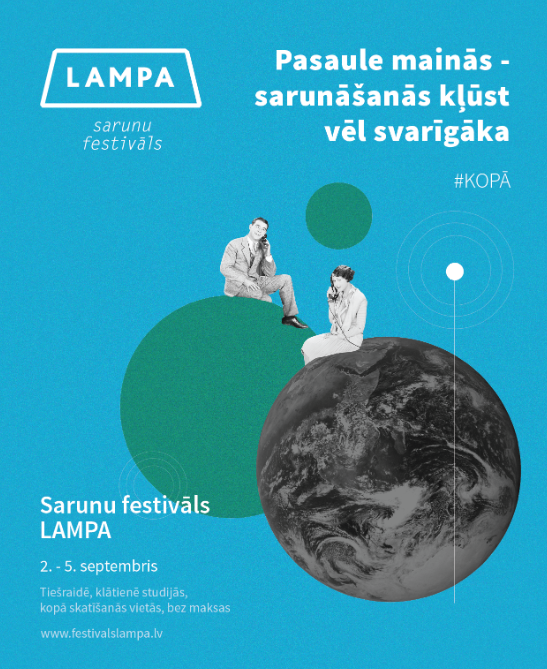 LAMPA
sarunu
festivāls
Pasaule mainās -
sarunāšanās kļūst
vēl svarīgāka
#KOPĀ
Sarunu festivāls
LAMPA
2. - 5. septembris
Tiešraidē, klātienē studijās,
kopā skatīšanās vietās, bez maksas
www.festivalslampa.lv